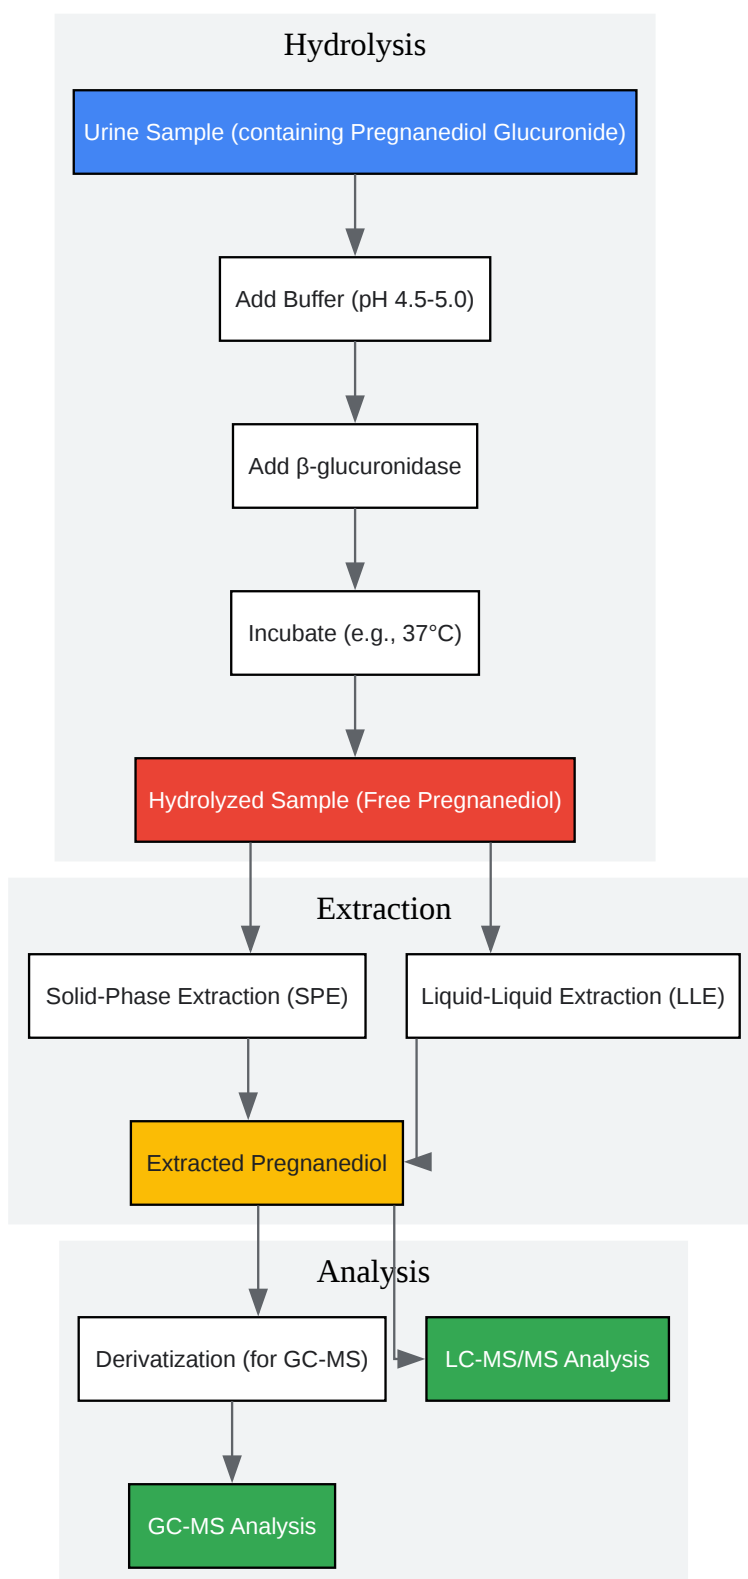 Hydrolysis
Urine Sample (containing Pregnanediol Glucuronide)
Add Buffer (pH 4.5-5.0)
Add β-glucuronidase
Incubate (e.g., 37°C)
Hydrolyzed Sample (Free Pregnanediol)
Extraction
Solid-Phase Extraction (SPE)
Liquid-Liquid Extraction (LLE)
Extracted Pregnanediol
Analysis
Derivatization (for GC-MS)
LC-MS/MS Analysis
GC-MS Analysis